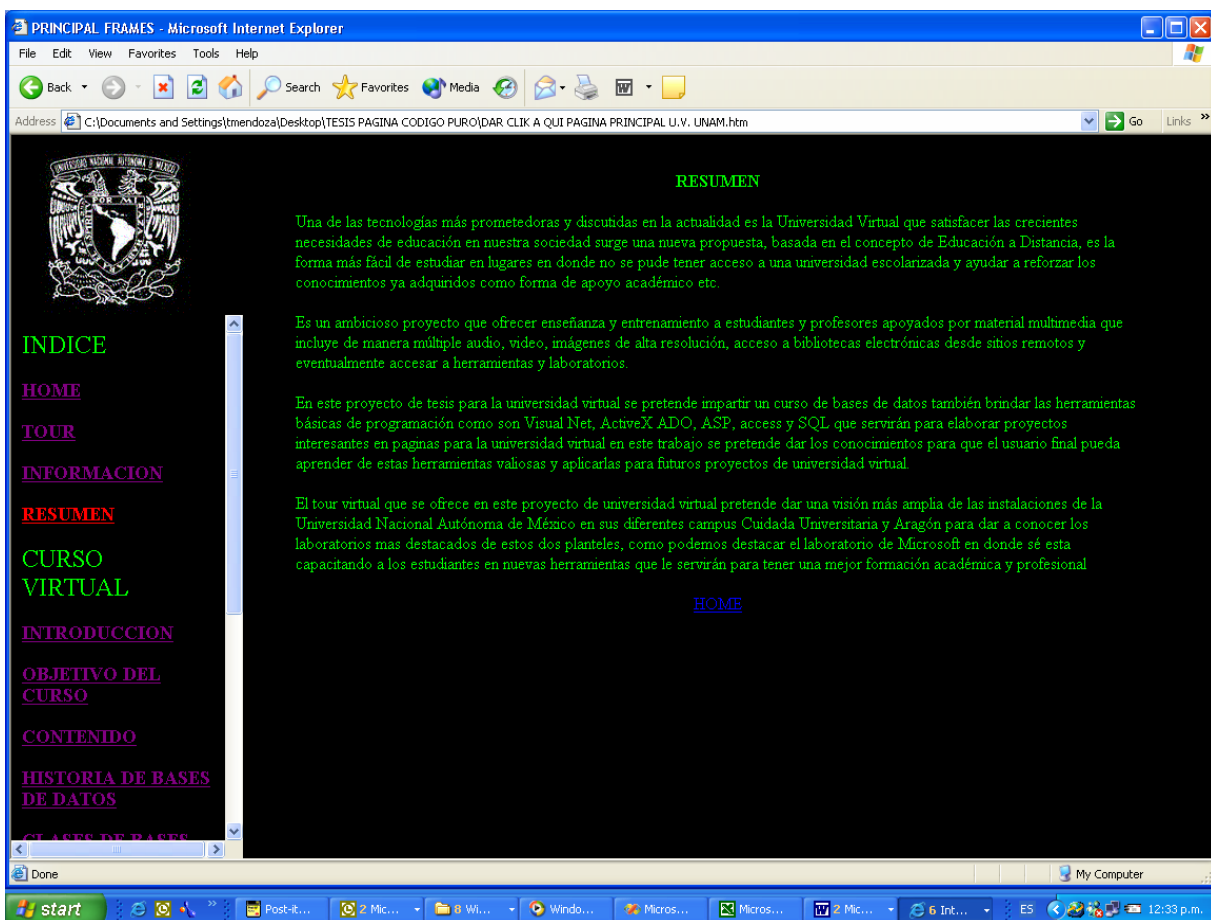 PRINCIPAL FRAMES - Microsoft Internet Explorer
File Edit View Favorites Tools Help
Back Search Favorites Media
Address C:\Documents and Settings\tmendoza\Desktop\TESIS PAGINA CODIGO PURO\DAR CLIK A QUI PAGINA PRINCIPAL U.V. UNAM.htm Go Links »
UNIVERSIDAD NACIONAL AUTONOMA
POR MI
INDICE
HOME
TOUR
INFORMACION
RESUMEN
CURSO
VIRTUAL
INTRODUCCION
OBJETIVO DEL
CURSO
CONTENIDO
HISTORIA DE BASES
DE DATOS
CLASES DE BASES
RESUMEN
Una de las tecnologías más prometedoras y discutidas en la actualidad es la Universidad Virtual que satisfacer las crecientes
necesidades de educación en nuestra sociedad surge una nueva propuesta, basada en el concepto de Educación a Distancia, es la
forma más fácil de estudiar en lugares en donde no se pude tener acceso a una universidad escolarizada y ayudar a reforzar los
conocimientos ya adquiridos como forma de apoyo académico etc.
Es un ambicioso proyecto que ofrecer enseñanza y entrenamiento a estudiantes y profesores apoyados por material multimedia que
incluye de manera múltiple audio, video, imágenes de alta resolución, acceso a bibliotecas electrónicas desde sitios remotos y
eventualmente accesar a herramientas y laboratorios.
En este proyecto de tesis para la universidad virtual se pretende impartir un curso de bases de datos también brindar las herramientas
básicas de programación como son Visual Net, ActiveX ADO, ASP, access y SQL que servirán para elaborar proyectos
interesantes en paginas para la universidad virtual en este trabajo se pretende dar los conocimientos para que el usuario final pueda
aprender de estas herramientas valiosas y aplicarlas para futuros proyectos de universidad virtual.
El tour virtual que se ofrece en este proyecto de universidad virtual pretende dar una visión más amplia de las instalaciones de la
Universidad Nacional Autónoma de México en sus diferentes campus Cuidada Universitaria y Aragón para dar a conocer los
laboratorios mas destacados de estos dos planteles, como podemos destacar el laboratorio de Microsoft en donde sé esta
capacitando a los estudiantes en nuevas herramientas que le servirán para tener una mejor formación académica y profesional
HOME
Done My Computer
start » Post-it... 2 Mic... 8 Wi... Windo... Micros... Micros... 2 Mic... 6 Int... ES 12:33 p.m.